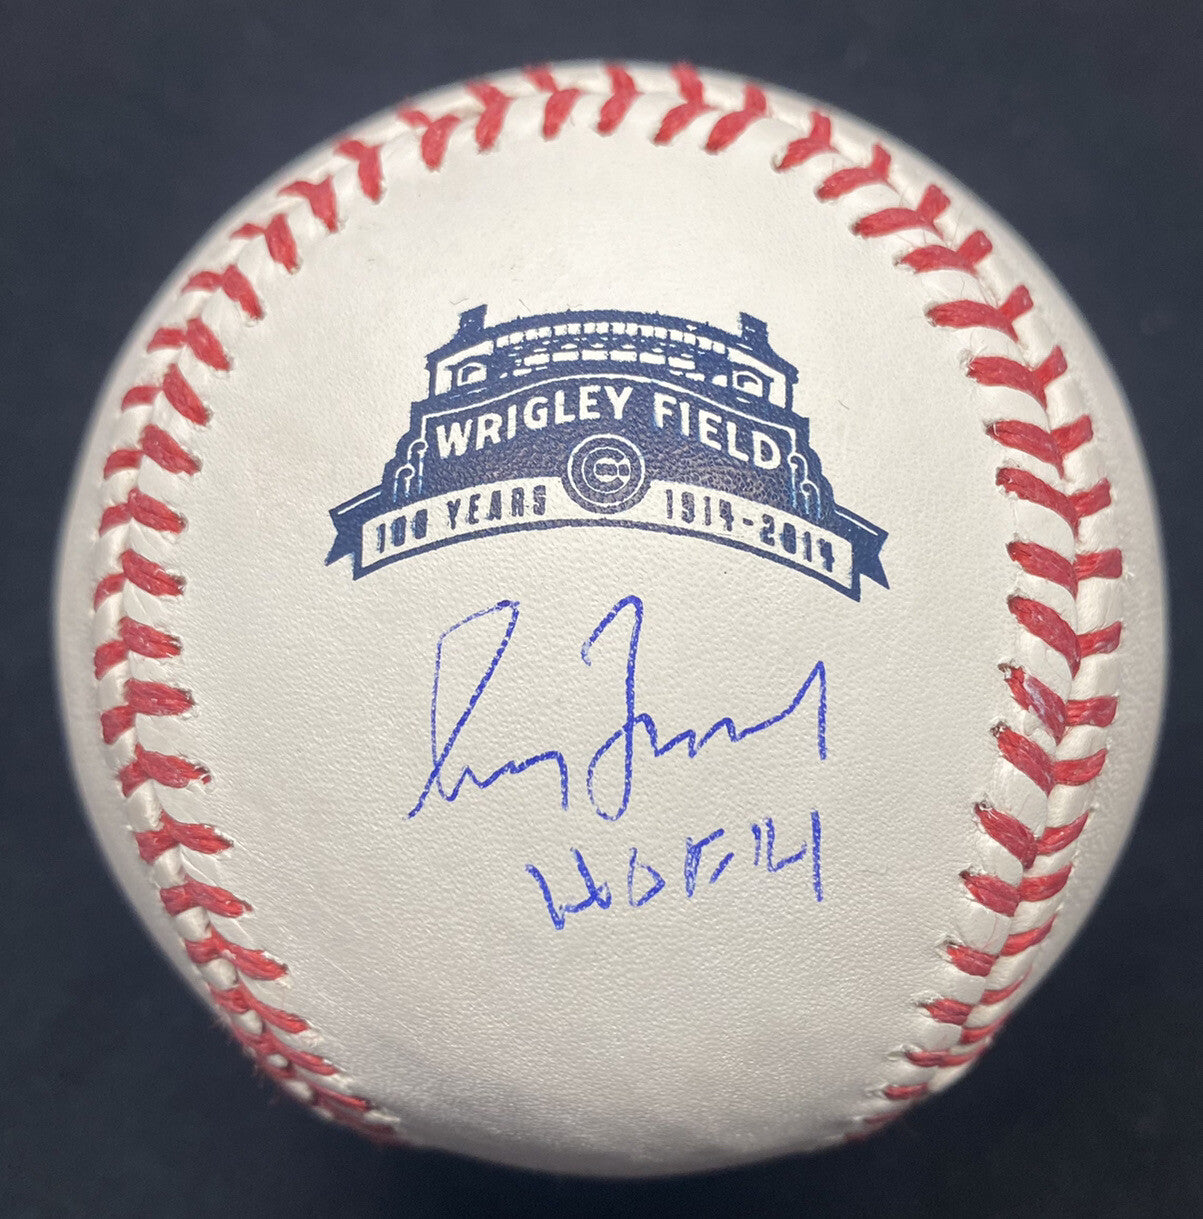 WRIGLEY FIELD
100 YEARS 1914-2014
HOF 14